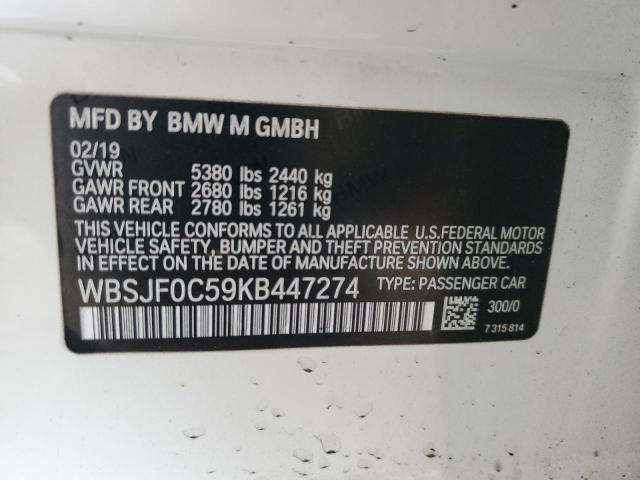 MFD BY BMW M GMBH
02/19
GVWR 5380 lbs 2440 kg
GAWR FRONT 2680 lbs 1216 kg
GAWR REAR 2780 lbs 1261 kg
THIS VEHICLE CONFORMS TO ALL APPLICABLE U.S.FEDERAL MOTOR
VEHICLE SAFETY, BUMPER AND THEFT PREVENTION STANDARDS
IN EFFECT ON THE DATE OF MANUFACTURE SHOWN ABOVE.
WBSJF0C59KB447274 TYPE: PASSENGER CAR
300/0
7 315 814